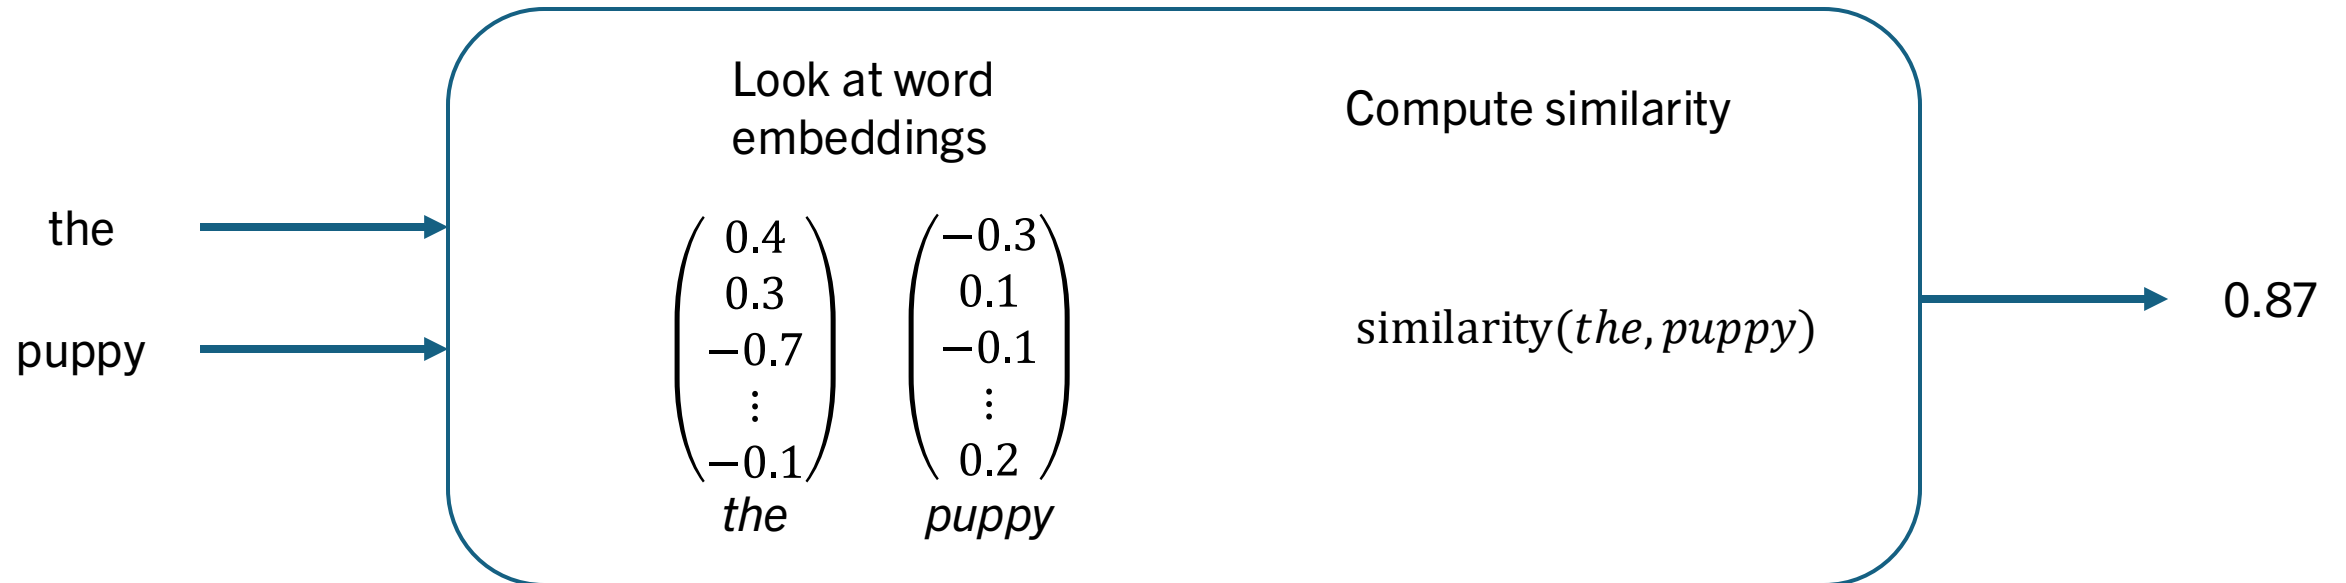 Look at word
embeddings
Compute similarity
the
puppy
0.4
0.3
−0.7
⋮
−0.1
the
−0.3
0.1
−0.1
⋮
0.2
puppy
similarity(the, puppy)
0.87